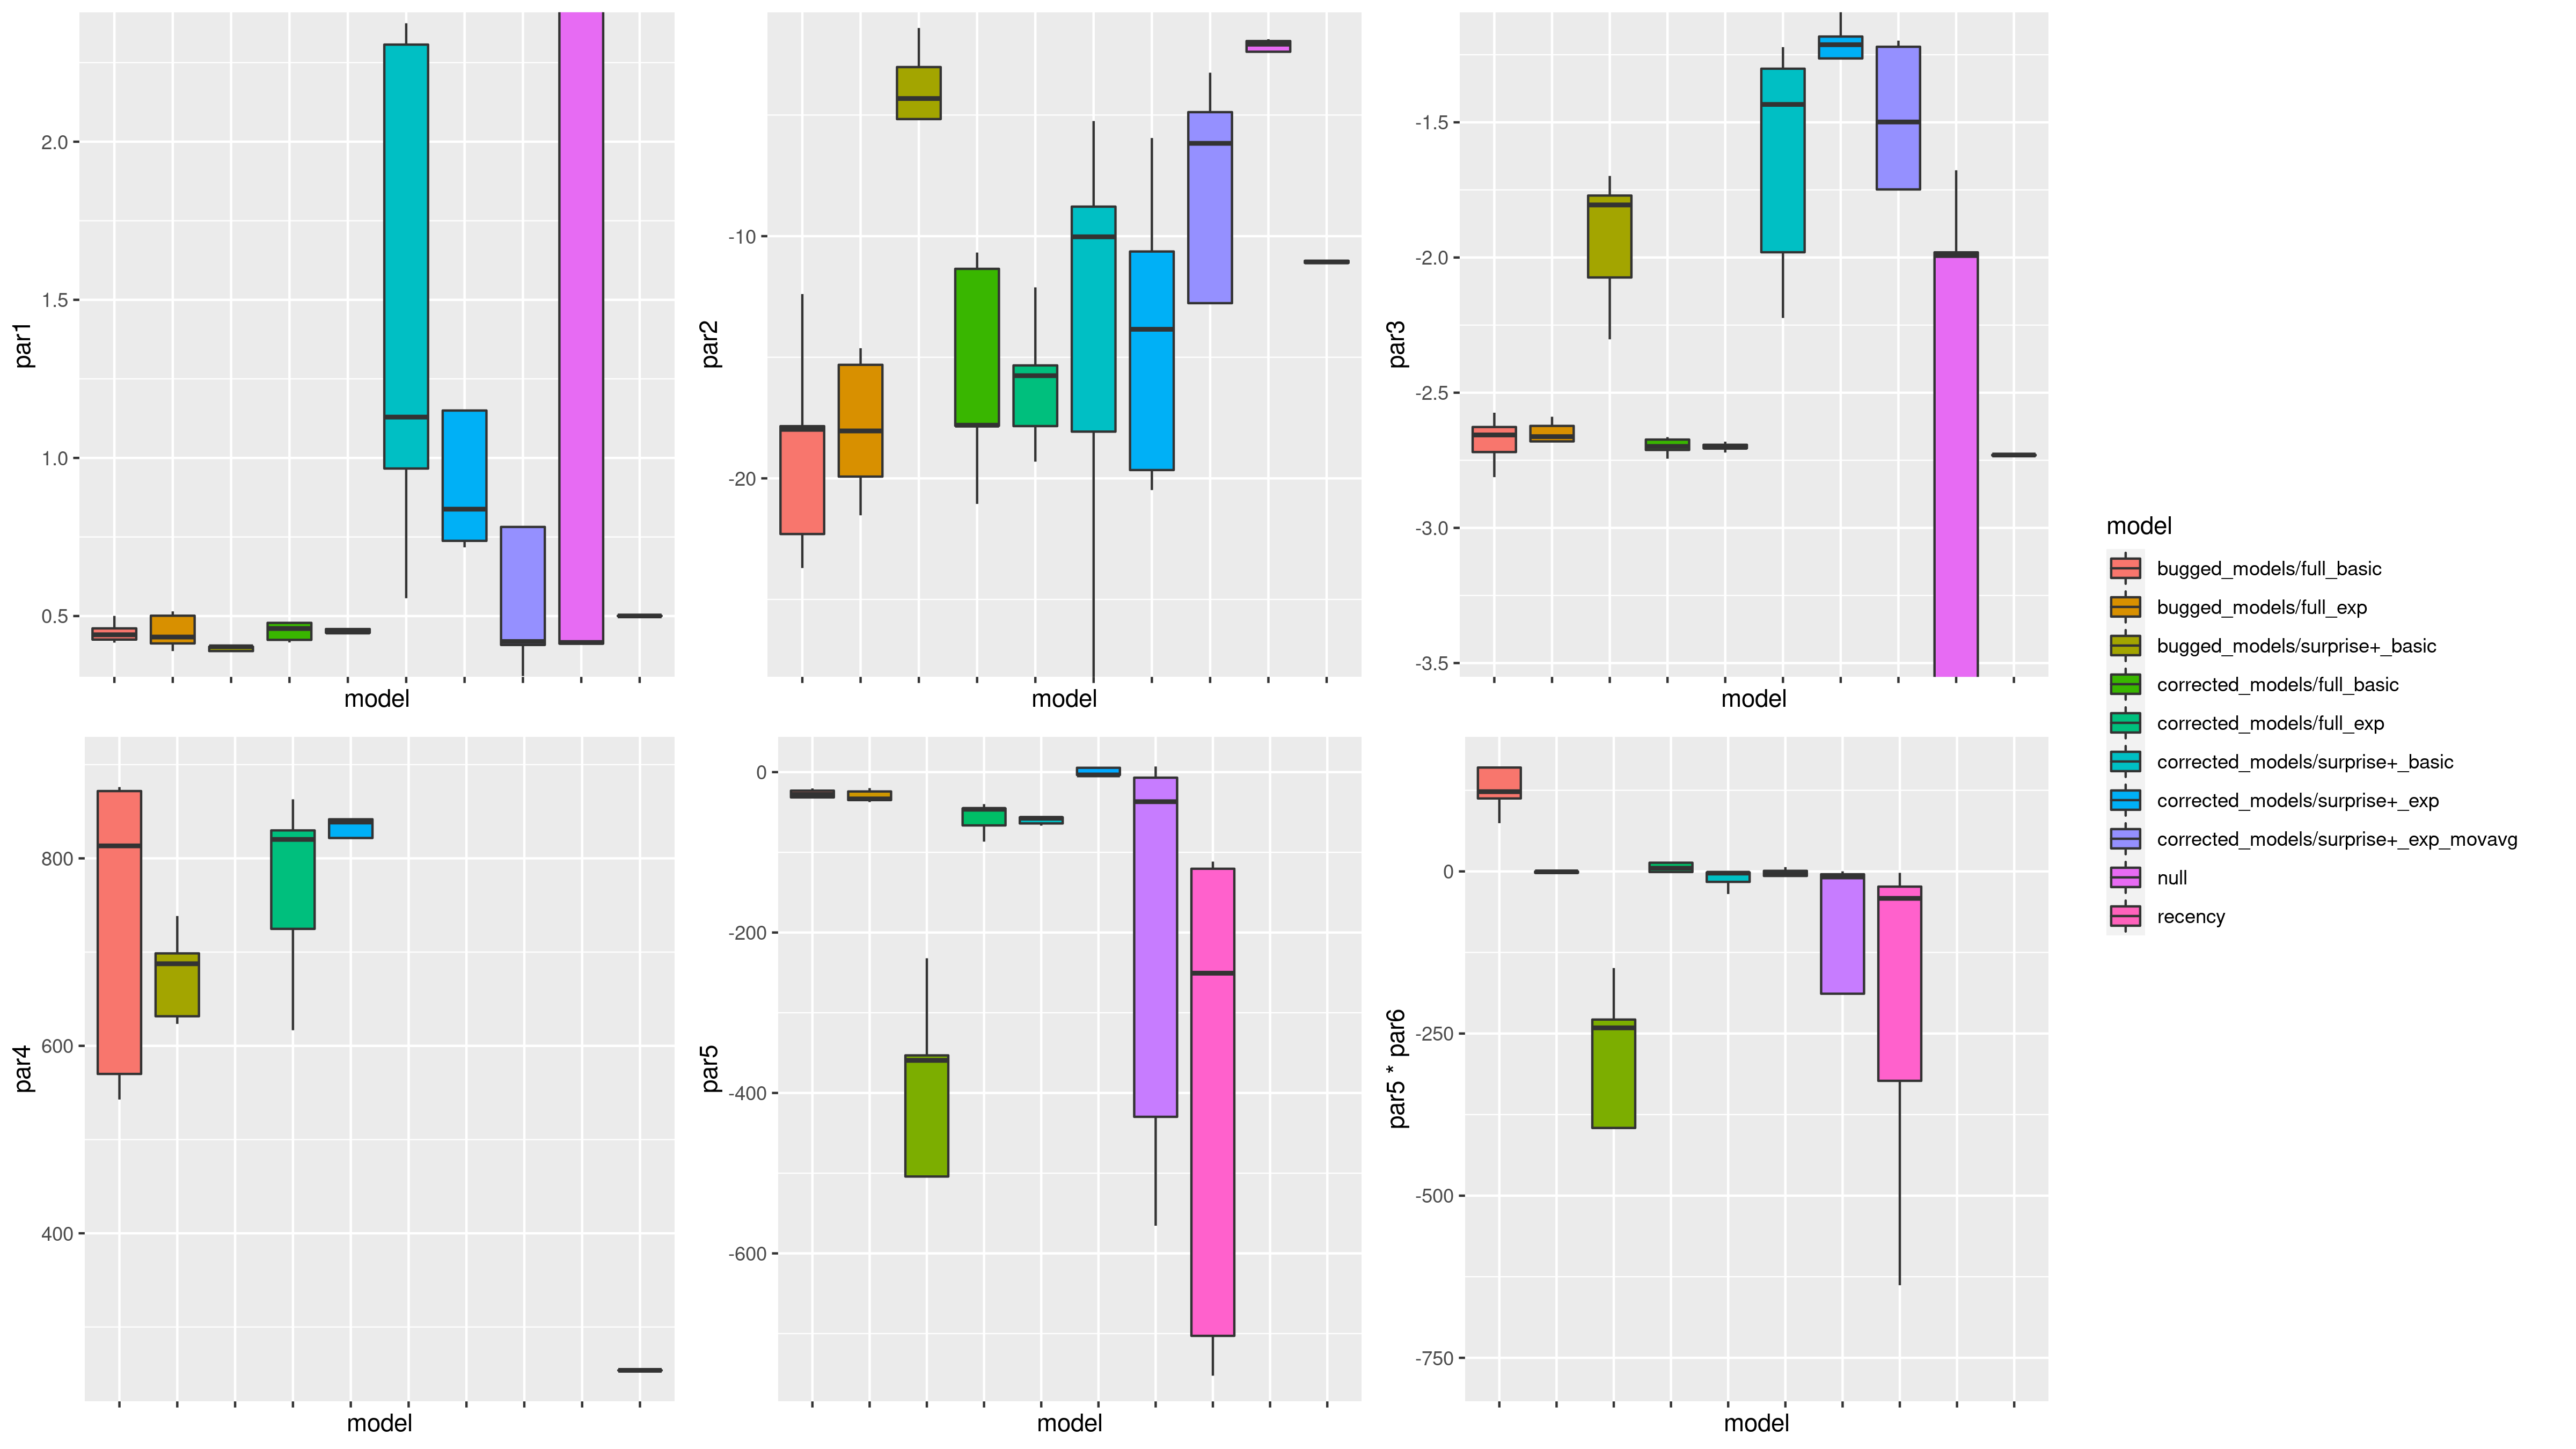 par1
2.0
1.5
1.0
0.5
model
par2
-10
-20
model
par3
-1.5
-2.0
-2.5
-3.0
-3.5
model
par4
800
600
400
model
par5
0
-200
-400
-600
model
par5 * par6
0
-250
-500
-750
model
model
bugged_models/full_basic
bugged_models/full_exp
bugged_models/surprise+_basic
corrected_models/full_basic
corrected_models/full_exp
corrected_models/surprise+_basic
corrected_models/surprise+_exp
corrected_models/surprise+_exp_movavg
null
recency